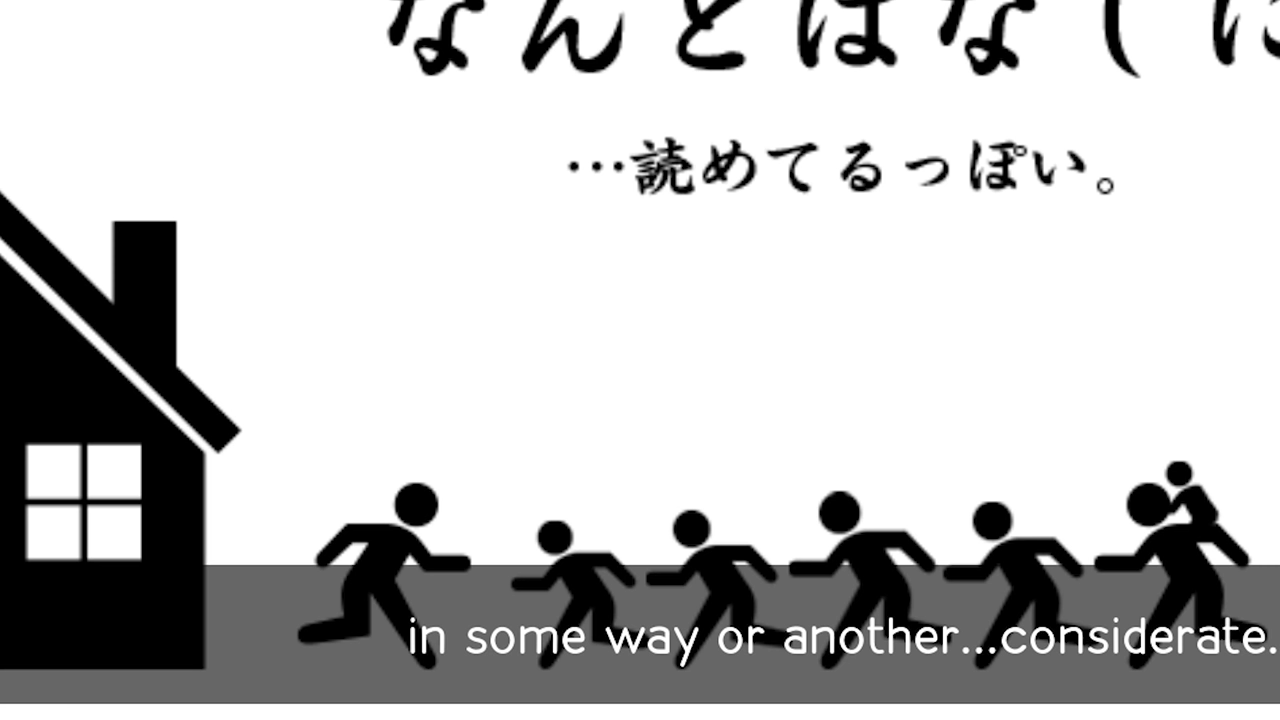 なんとはなしに
…読めてるっぽい。
in some way or another...considerate.